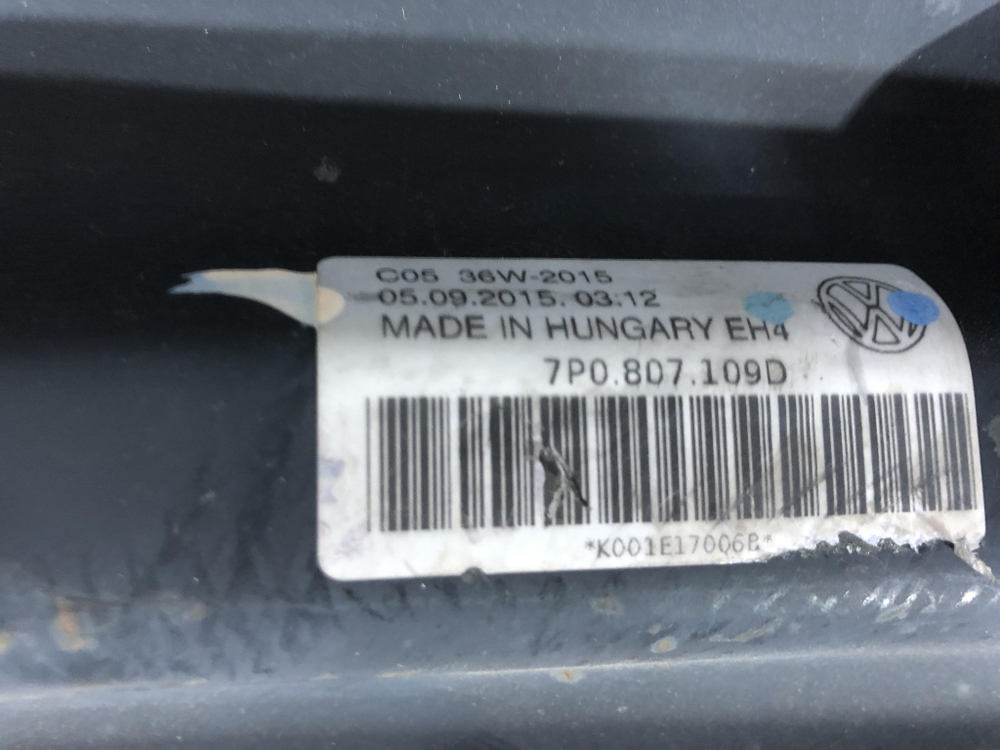 C05 36W-2015
05.09.2015. 03:12
MADE IN HUNGARY EH4
7P0.807.109D
*K001E17006B*